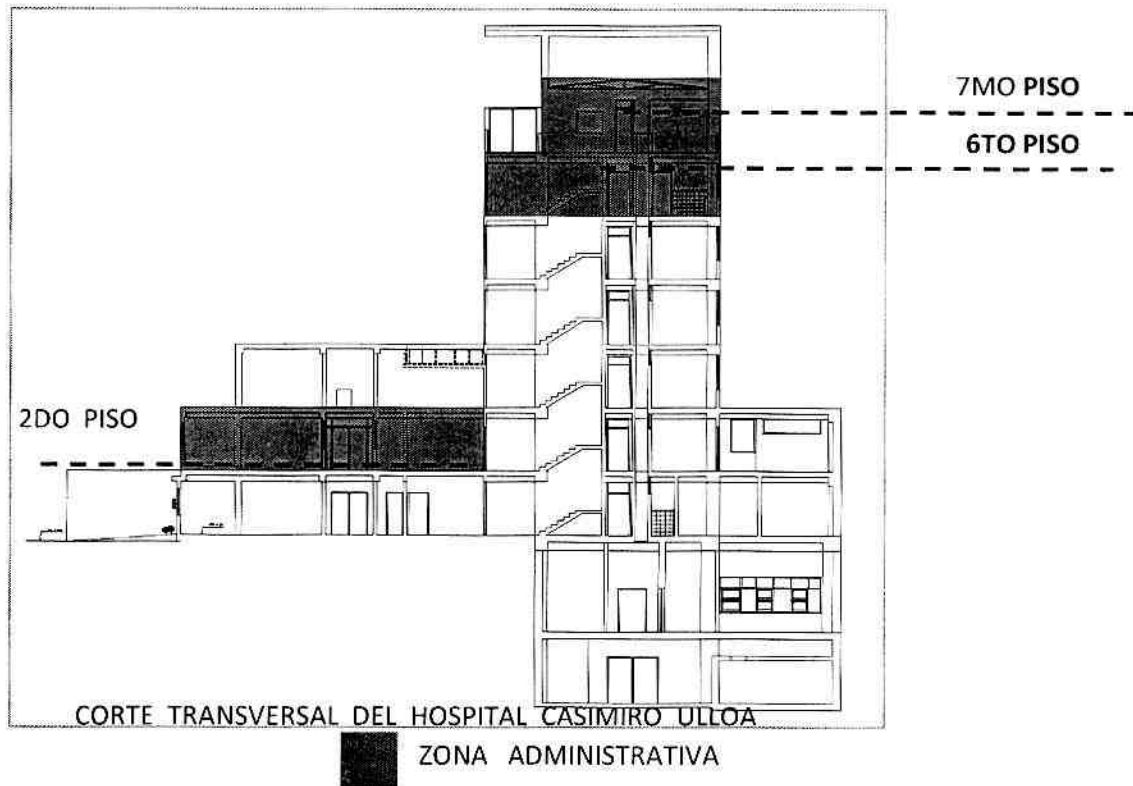 7MO PISO
6TO PISO
2DO PISO
CORTE TRANSVERSAL DEL HOSPITAL CASIMIRO ULLOA
ZONA ADMINISTRATIVA